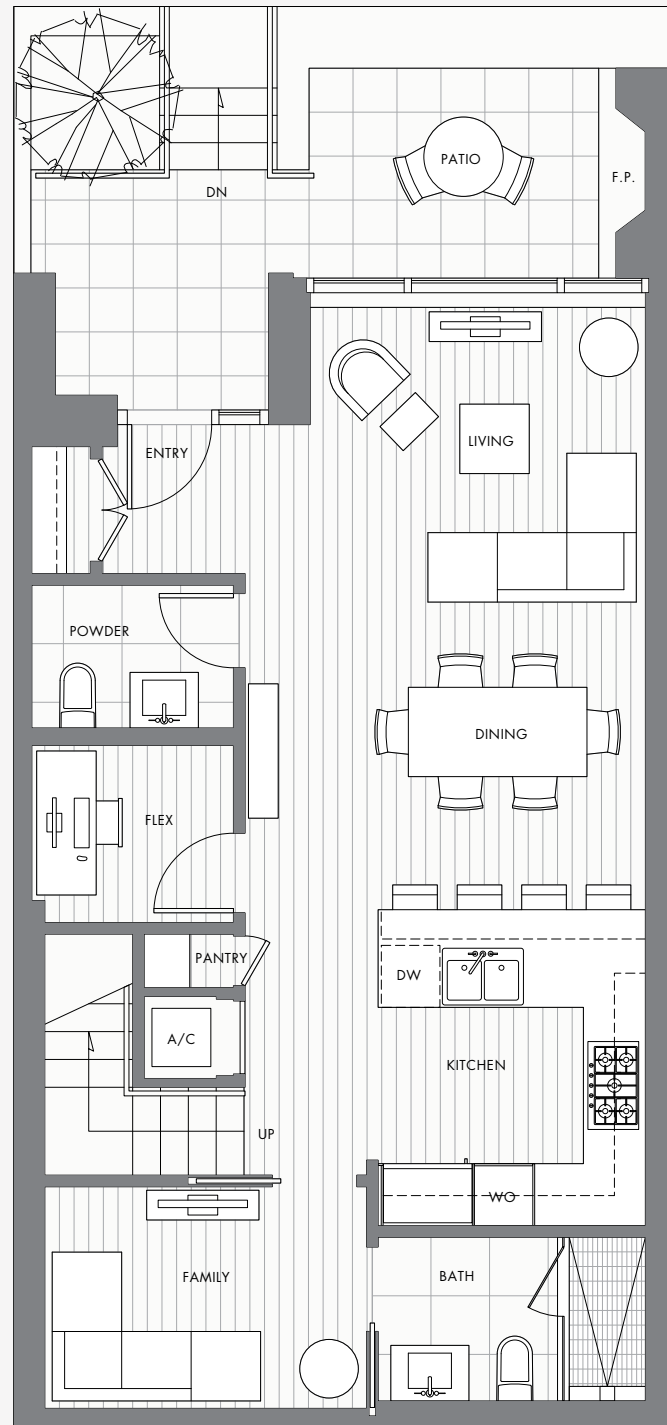 PATIO
F.P.
DN
LIVING
ENTRY
POWDER
DINING
FLEX
PANTRY
DW
A/C
KITCHEN
UP
WO
FAMILY
BATH